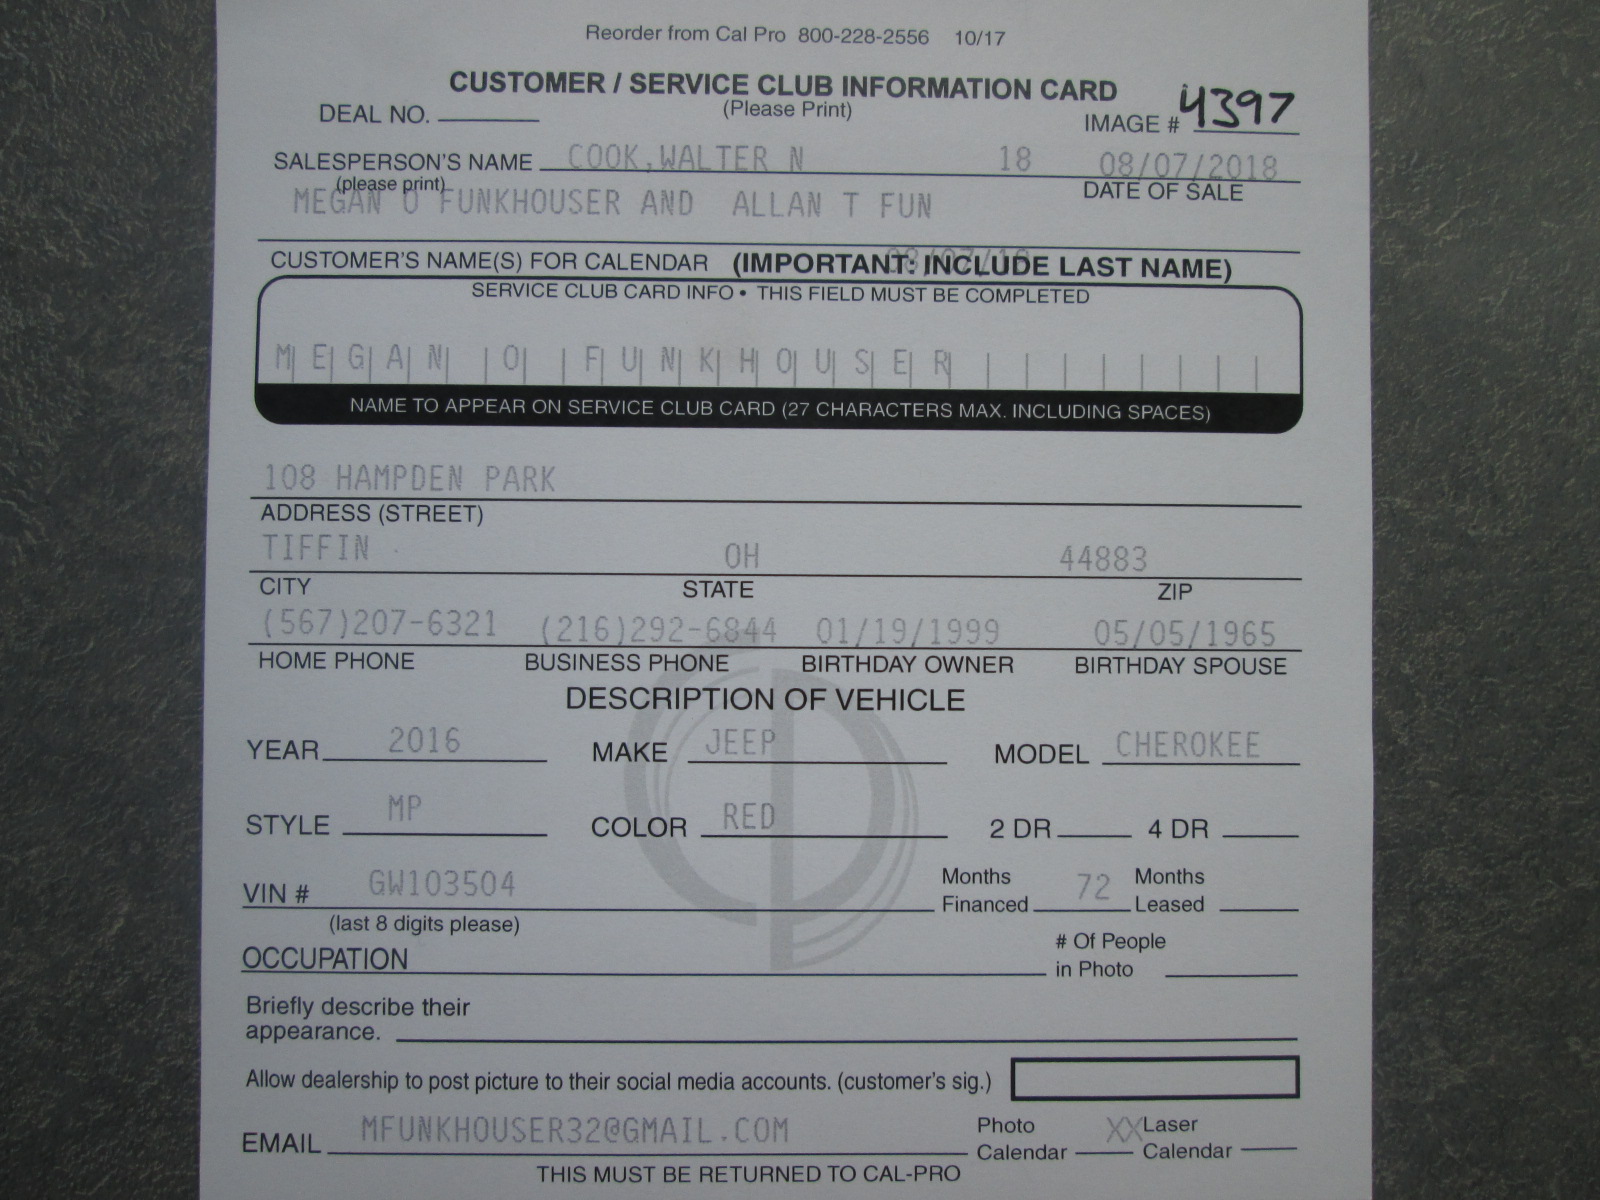 Reorder from Cal Pro 800-228-2556 10/17
CUSTOMER / SERVICE CLUB INFORMATION CARD
(Please Print)
DEAL NO.
IMAGE # 4397
SALESPERSON'S NAME COOK,WALTER N 18 08/07/2018
(please print)
DATE OF SALE
MEGAN O FUNKHOUSER AND ALLAN T FUN
CUSTOMER'S NAME(S) FOR CALENDAR (IMPORTANT: INCLUDE LAST NAME)
SERVICE CLUB CARD INFO • THIS FIELD MUST BE COMPLETED
MEGAN O FUNKHOUSER
NAME TO APPEAR ON SERVICE CLUB CARD (27 CHARACTERS MAX. INCLUDING SPACES)
108 HAMPDEN PARK
ADDRESS (STREET)
TIFFIN OH 44883
CITY STATE ZIP
(567)207-6321 (216)292-6844 01/19/1999 05/05/1965
HOME PHONE BUSINESS PHONE BIRTHDAY OWNER BIRTHDAY SPOUSE
DESCRIPTION OF VEHICLE
YEAR 2016 MAKE JEEP MODEL CHEROKEE
STYLE MP COLOR RED 2 DR 4 DR
VIN # GW103504 Months Financed 72 Months Leased
(last 8 digits please)
OCCUPATION # Of People in Photo
Briefly describe their
appearance.
Allow dealership to post picture to their social media accounts. (customer's sig.)
EMAIL MFUNKHOUSER32@GMAIL.COM Photo Calendar XX Laser Calendar
THIS MUST BE RETURNED TO CAL-PRO